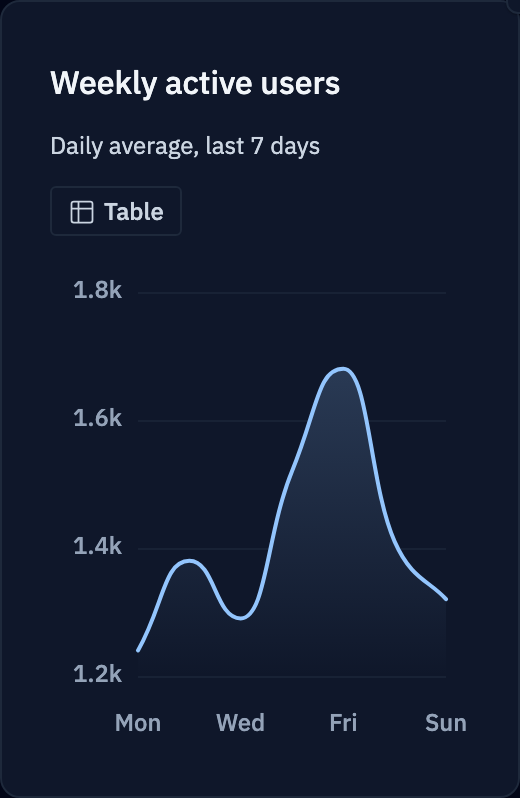 Weekly active users
Daily average, last 7 days
Table
1.8k
1.6k
1.4k
1.2k
Mon Wed Fri Sun